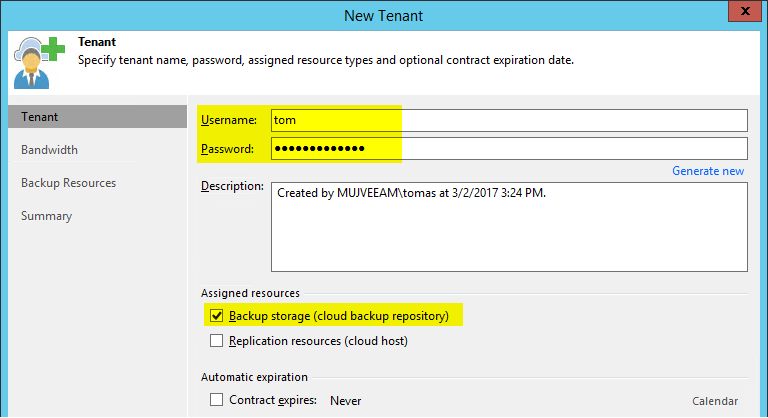 New Tenant
x
Tenant
Specify tenant name, password, assigned resource types and optional contract expiration date.
Tenant
Bandwidth
Backup Resources
Summary
Username: tom
Password: ●●●●●●●●●●●●●
Generate new
Description: Created by MUJVEEAM\tomas at 3/2/2017 3:24 PM.
Assigned resources
Backup storage (cloud backup repository)
Replication resources (cloud host)
Automatic expiration
Contract expires: Never Calendar